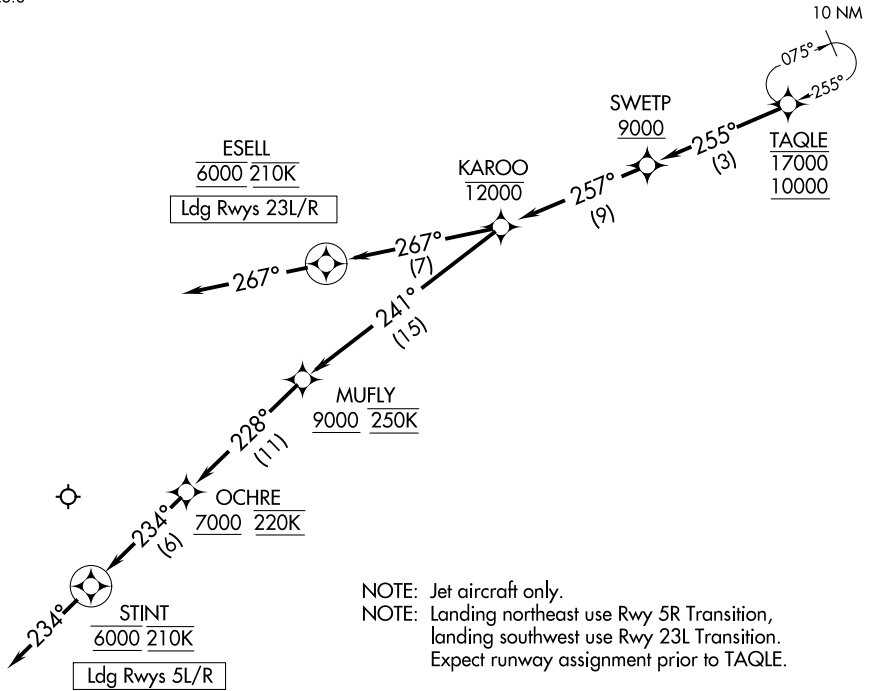 10 NM
075°
255°
SWETP
9000
255°
(3)
TAQLE
17000
10000
ESELL
6000 210K
Ldg Rwys 23L/R
KAROO
12000
257°
(9)
267°
(7)
267°
241°
(15)
MUFLY
9000 250K
228°
(11)
OCHRE
7000 220K
234°
(6)
STINT
6000 210K
234°
Ldg Rwys 5L/R
NOTE: Jet aircraft only.
NOTE: Landing northeast use Rwy 5R Transition,
landing southwest use Rwy 23L Transition.
Expect runway assignment prior to TAQLE.